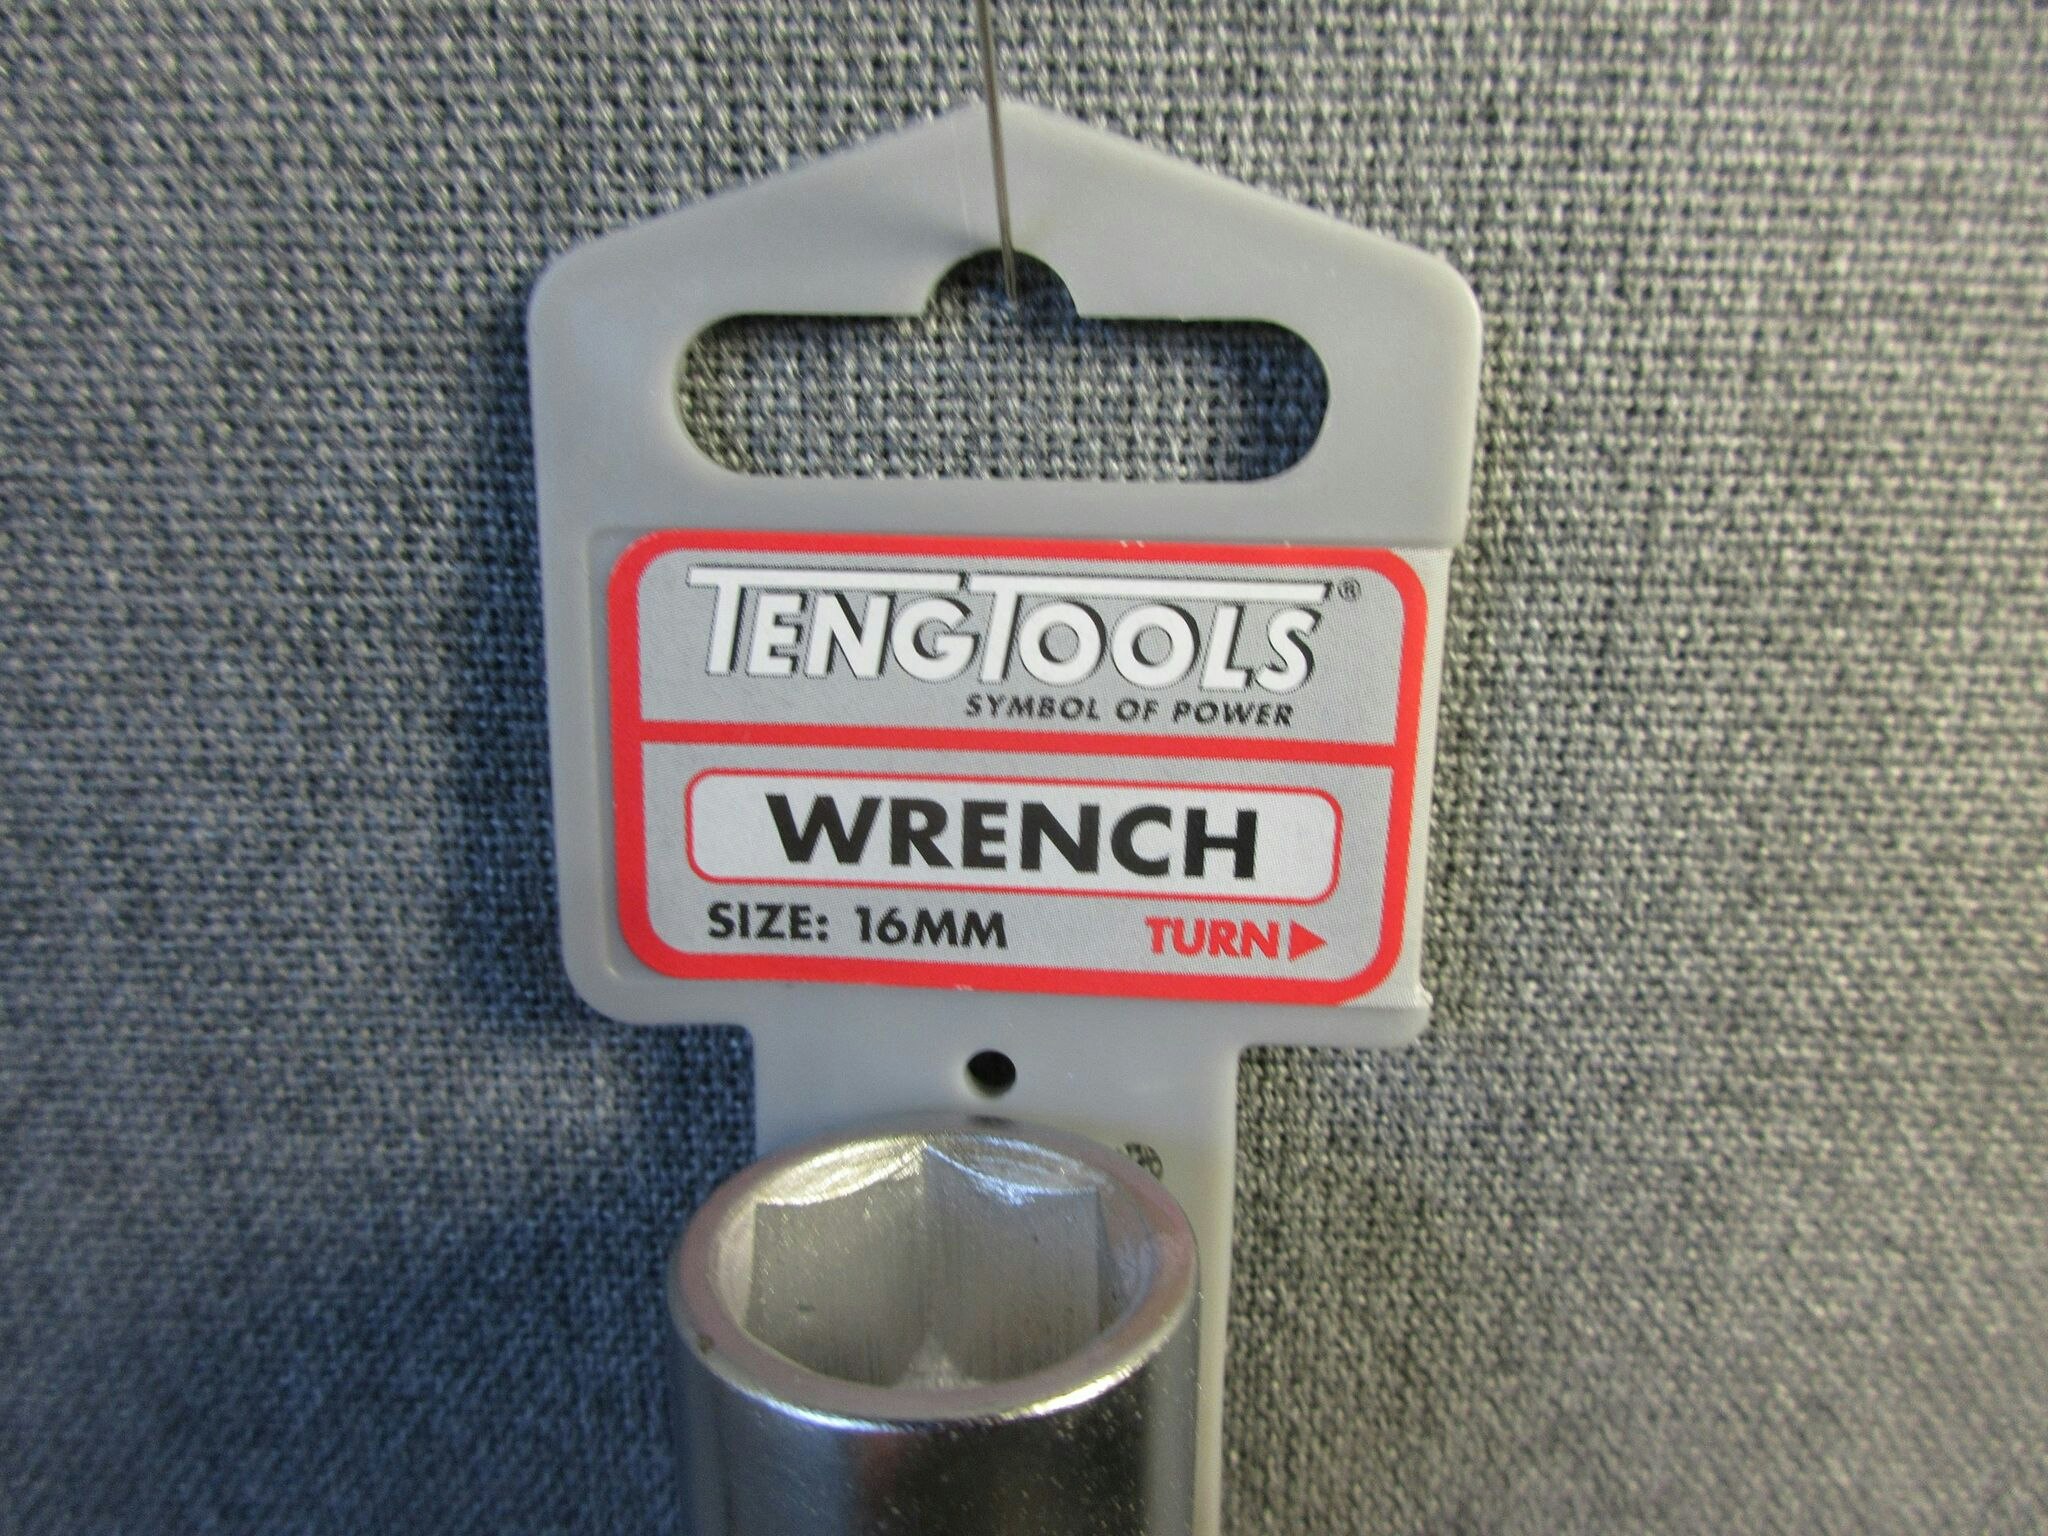 TENGTOOLS®
SYMBOL OF POWER
WRENCH
SIZE: 16MM TURN▶